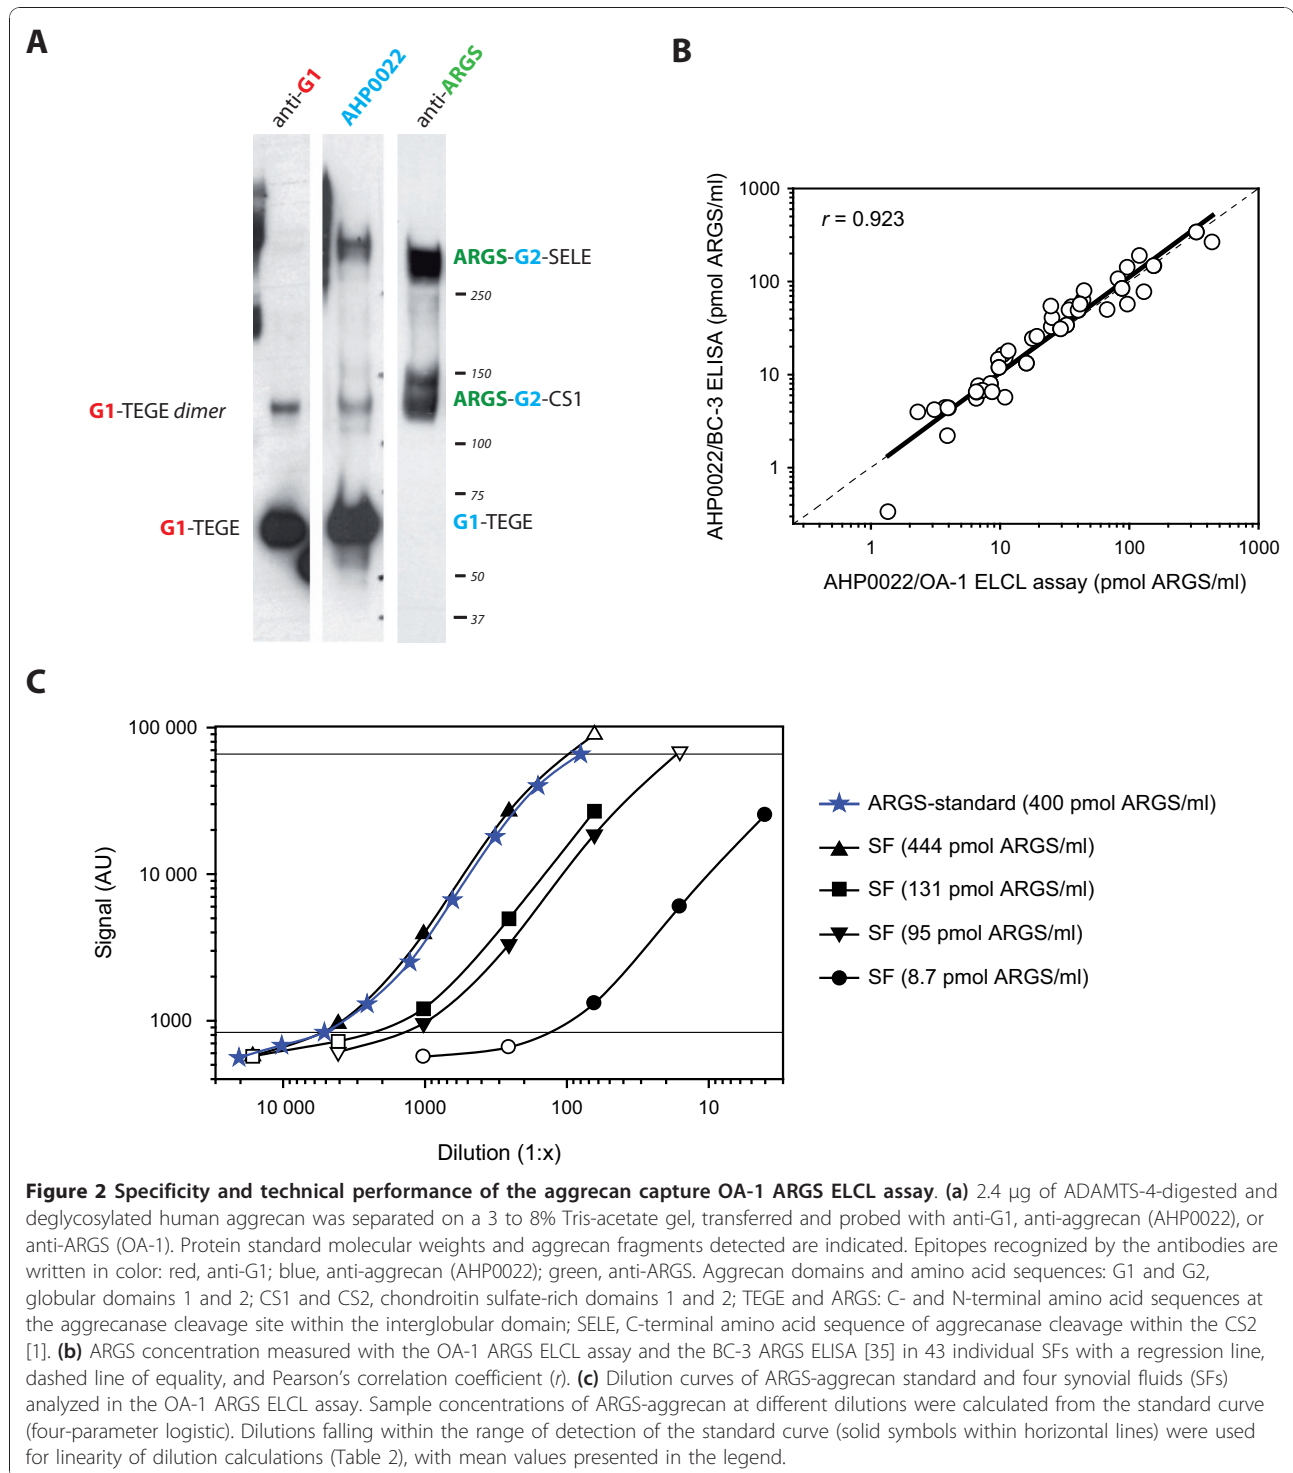 A
anti-G1
AHP0022
anti-ARGS
ARGS-G2-SELE
250
150
G1-TEGE dimer
ARGS-G2-CS1
100
75
G1-TEGE
G1-TEGE
50
37
B
r = 0.923
AHP0022/BC-3 ELISA (pmol ARGS/ml)
1000
100
10
1
1
10
100
1000
AHP0022/OA-1 ELCL assay (pmol ARGS/ml)
C
Signal (AU)
100 000
10 000
1000
10 000
1000
100
10
Dilution (1:x)
ARGS-standard (400 pmol ARGS/ml)
SF (444 pmol ARGS/ml)
SF (131 pmol ARGS/ml)
SF (95 pmol ARGS/ml)
SF (8.7 pmol ARGS/ml)
Figure 2 Specificity and technical performance of the aggrecan capture OA-1 ARGS ELCL assay. (a) 2.4 μg of ADAMTS-4-digested and
deglycosylated human aggrecan was separated on a 3 to 8% Tris-acetate gel, transferred and probed with anti-G1, anti-aggrecan (AHP0022), or
anti-ARGS (OA-1). Protein standard molecular weights and aggrecan fragments detected are indicated. Epitopes recognized by the antibodies are
written in color: red, anti-G1; blue, anti-aggrecan (AHP0022); green, anti-ARGS. Aggrecan domains and amino acid sequences: G1 and G2,
globular domains 1 and 2; CS1 and CS2, chondroitin sulfate-rich domains 1 and 2; TEGE and ARGS: C- and N-terminal amino acid sequences at
the aggrecanase cleavage site within the interglobular domain; SELE, C-terminal amino acid sequence of aggrecanase cleavage within the CS2
[1]. (b) ARGS concentration measured with the OA-1 ARGS ELCL assay and the BC-3 ARGS ELISA [35] in 43 individual SFs with a regression line,
dashed line of equality, and Pearson's correlation coefficient (r). (c) Dilution curves of ARGS-aggrecan standard and four synovial fluids (SFs)
analyzed in the OA-1 ARGS ELCL assay. Sample concentrations of ARGS-aggrecan at different dilutions were calculated from the standard curve
(four-parameter logistic). Dilutions falling within the range of detection of the standard curve (solid symbols within horizontal lines) were used
for linearity of dilution calculations (Table 2), with mean values presented in the legend.